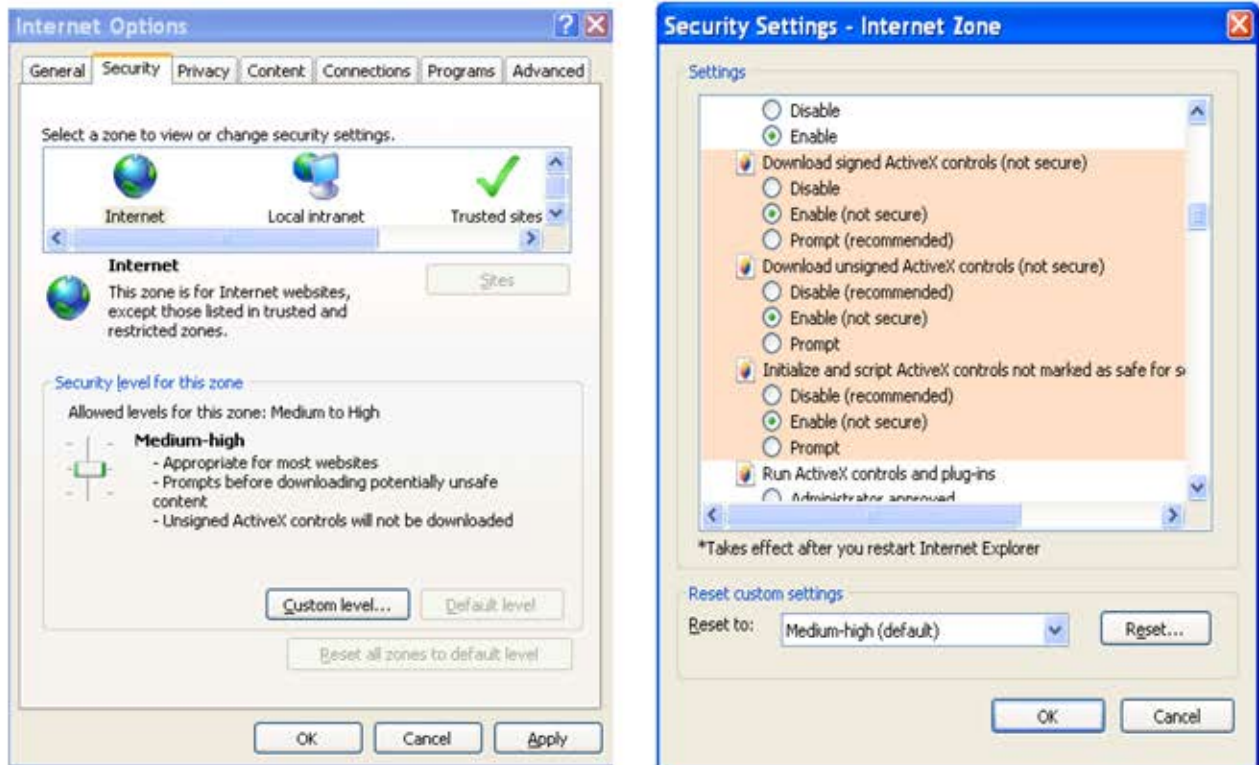 Internet Options
General Security Privacy Content Connections Programs Advanced
Select a zone to view or change security settings.
Internet Local intranet Trusted sites
Internet
Sites
This zone is for Internet websites,
except those listed in trusted and
restricted zones.
Security level for this zone
Allowed levels for this zone: Medium to High
Medium-high
- Appropriate for most websites
- Prompts before downloading potentially unsafe
content
- Unsigned ActiveX controls will not be downloaded
Custom level... Default level
Reset all zones to default level
OK Cancel Apply
Security Settings - Internet Zone
Settings
Disable
Enable
Download signed ActiveX controls (not secure)
Disable
Enable (not secure)
Prompt (recommended)
Download unsigned ActiveX controls (not secure)
Disable (recommended)
Enable (not secure)
Prompt
Initialize and script ActiveX controls not marked as safe for s
Disable (recommended)
Enable (not secure)
Prompt
Run ActiveX controls and plug-ins
Administrator approved
*Takes effect after you restart Internet Explorer
Reset custom settings
Reset to: Medium-high (default) Reset...
OK Cancel